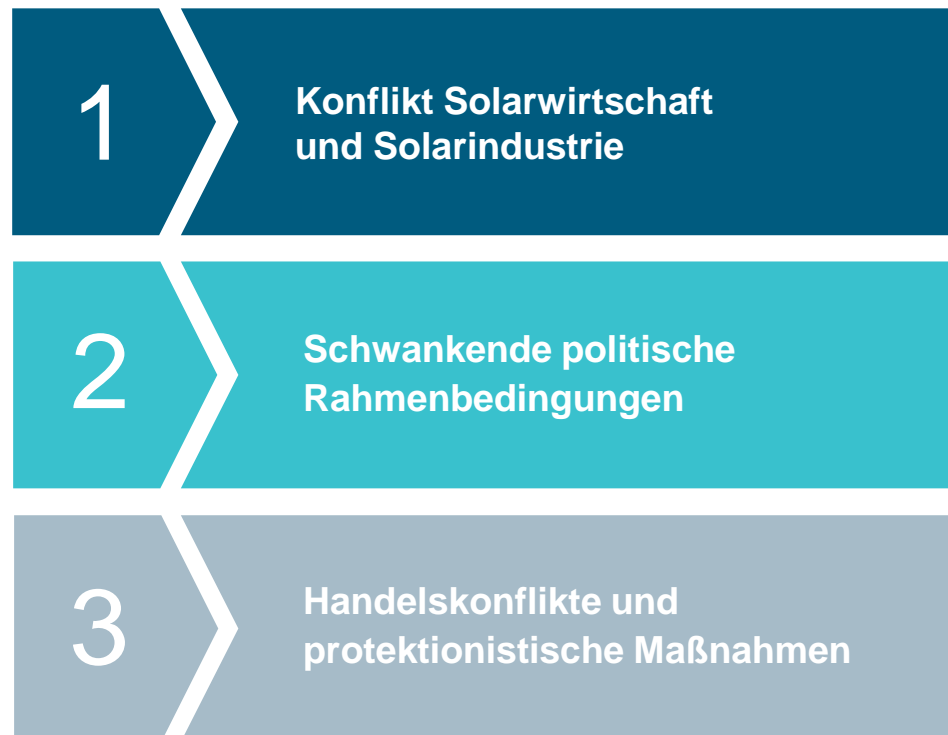 1
Konflikt Solarwirtschaft
und Solarindustrie
2
Schwankende politische
Rahmenbedingungen
3
Handelskonflikte und
protektionistische Maßnahmen